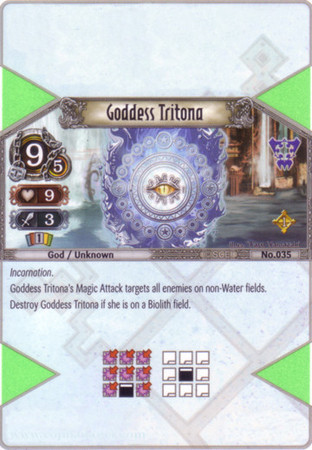 Goddess Tritona
9
5
9
3
God / Unknown
No.035
Incarnation.
Goddess Tritona's Magic Attack targets all enemies on non-Water fields.
Destroy Goddess Tritona if she is on a Biolith field.